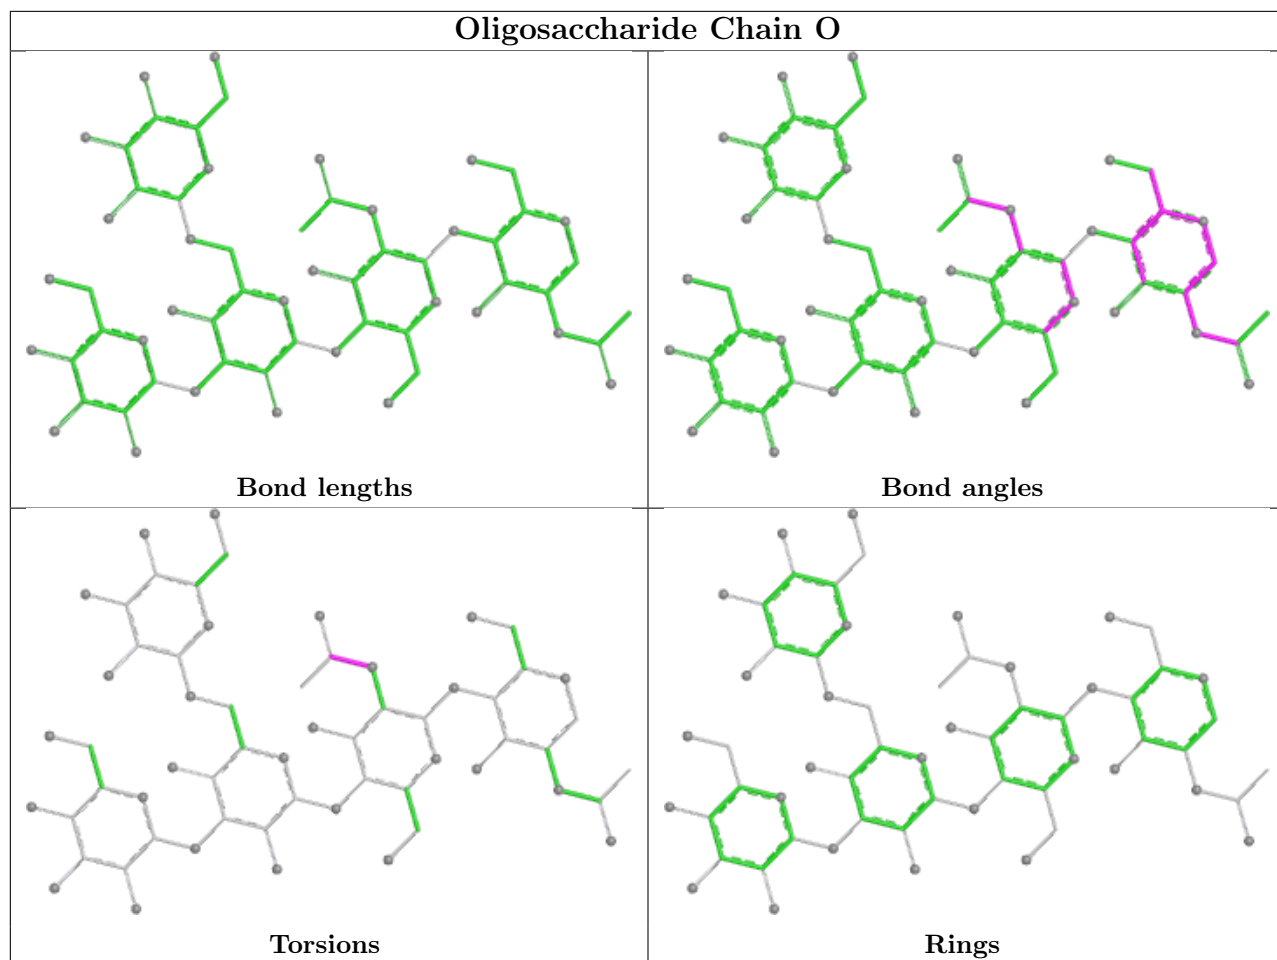 Oligosaccharide Chain O
Bond lengths
Bond angles
Torsions
Rings